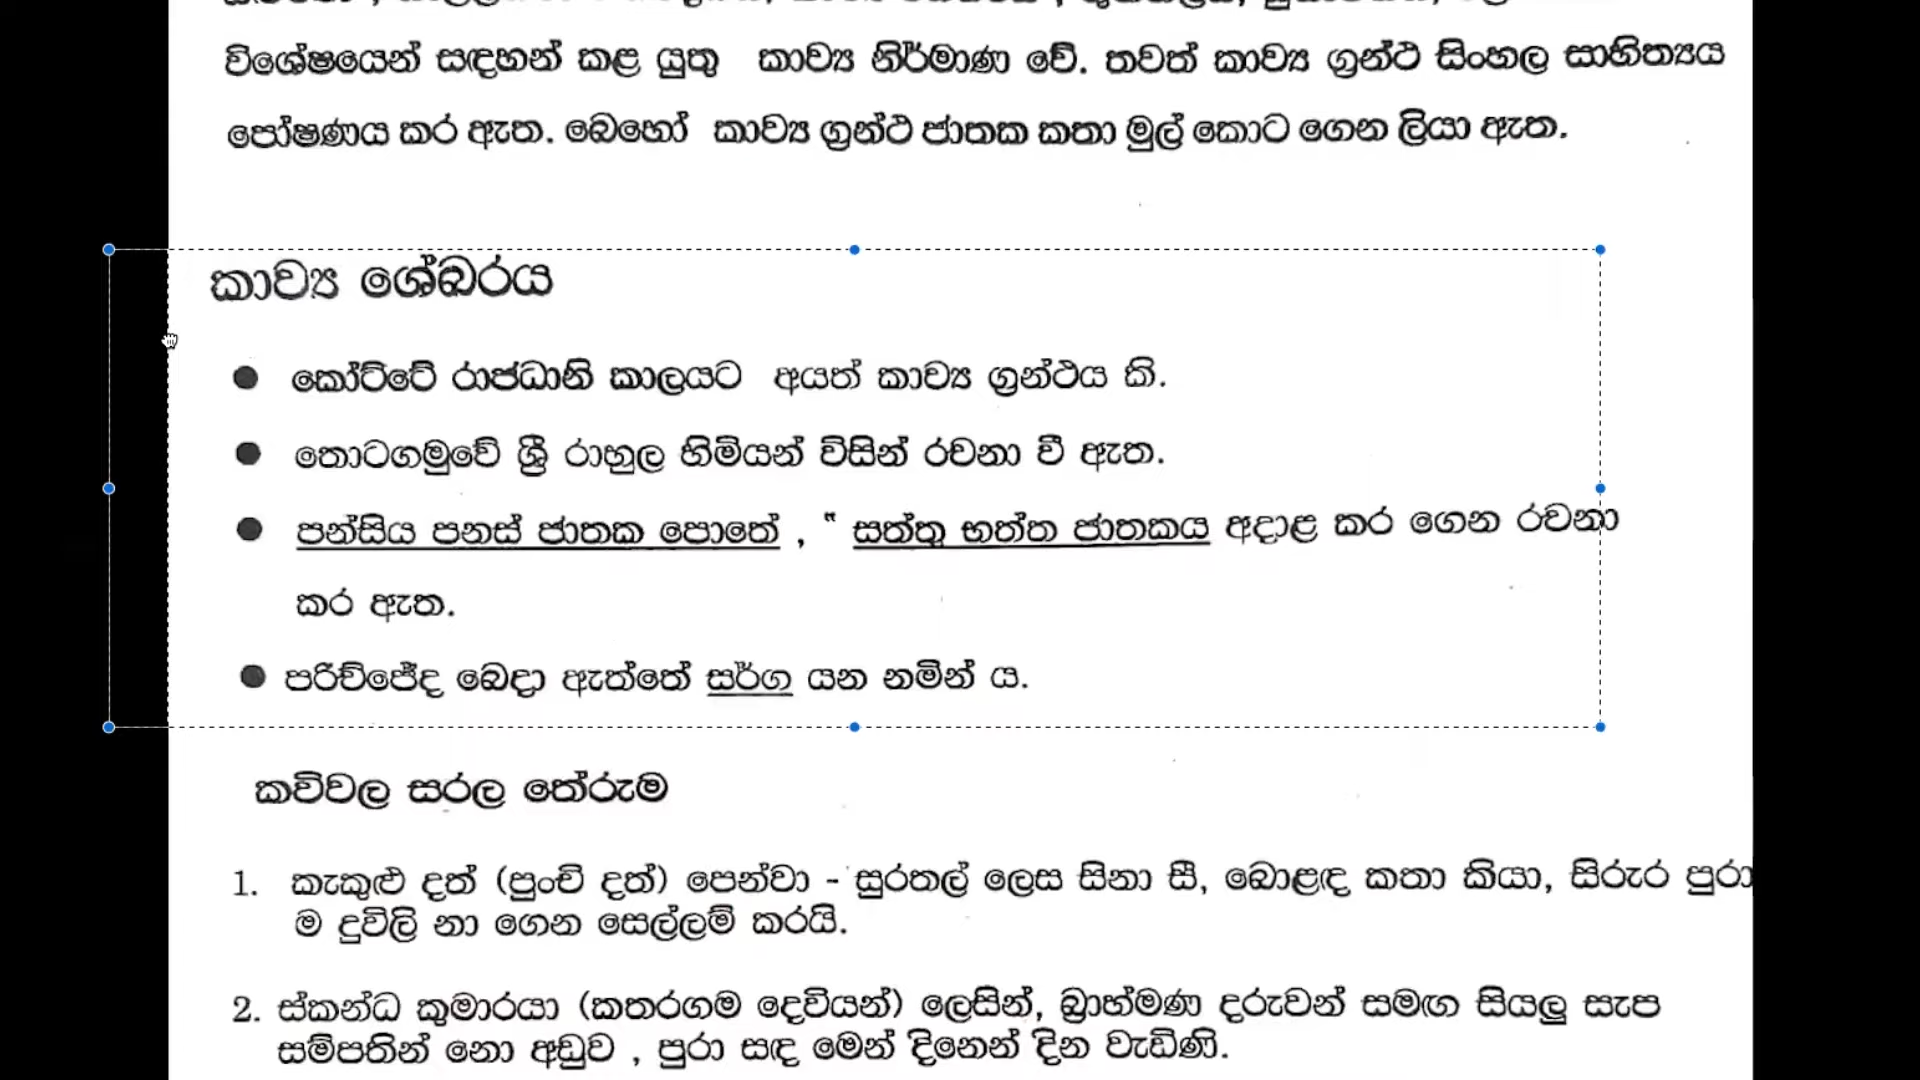 විශේෂයෙන් සඳහන් කළ යුතු කාව්‍ය නිර්මාණ වේ. තවත් කාව්‍ය ග්‍රන්ථ සිංහල සාහිත්‍යය
පෝෂණය කර ඇත. බෙහෝ කාව්‍ය ග්‍රන්ථ ජාතක කතා මුල් කොට ගෙන ලියා ඇත.
කාව්‍ය ශේඛරය
● කෝට්ටේ රාජධානි කාලයට අයත් කාව්‍ය ග්‍රන්ථය කි.
● තොටගමුවේ ශ්‍රී රාහුල හිමියන් විසින් රචනා වී ඇත.
● පන්සිය පනස් ජාතක පොතේ , " සත්තු භත්ත ජාතකය අදාළ කර ගෙන රචනා
කර ඇත.
● පරිච්ජේද බෙදා ඇත්තේ සර්ග යන නමින් ය.
කවිවල සරල තේරුම
1. කැකුළු දත් (පුංචි දත්) පෙන්වා - සුරතල් ලෙස සිනා සී, බොළඳ කතා කියා, සිරුර පුරා
ම දුවිලි නා ගෙන සෙල්ලම් කරයි.
2. ස්කන්ධ කුමාරයා (කතරගම දෙවියන්) ලෙසින්, බ්‍රාහ්මණ දරුවන් සමඟ සියලු සැප
සම්පතින් නො අඩුව , පුරා සඳ මෙන් දිනෙන් දින වැඩිණි.